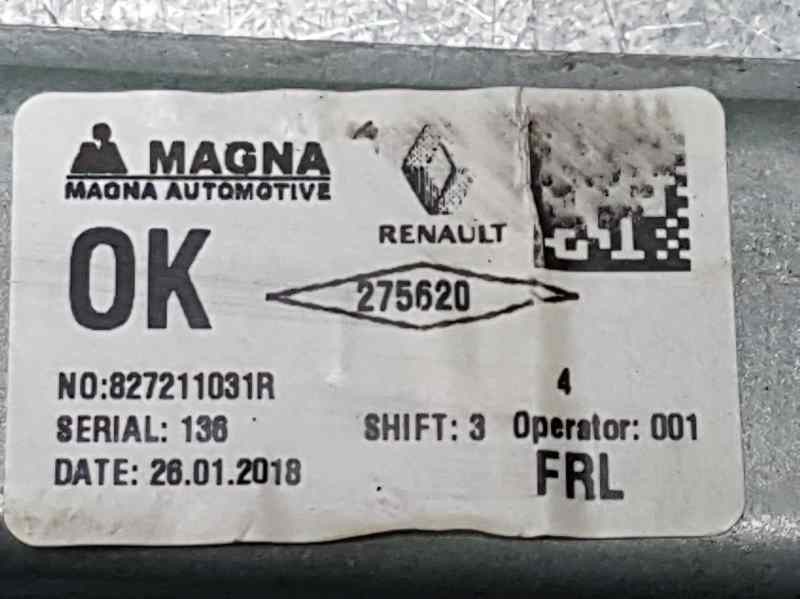 MAGNA
MAGNA AUTOMOTIVE
RENAULT
OK
275620
NO:827211031R
4
SERIAL: 136
SHIFT: 3
Operator: 001
DATE: 26.01.2018
FRL